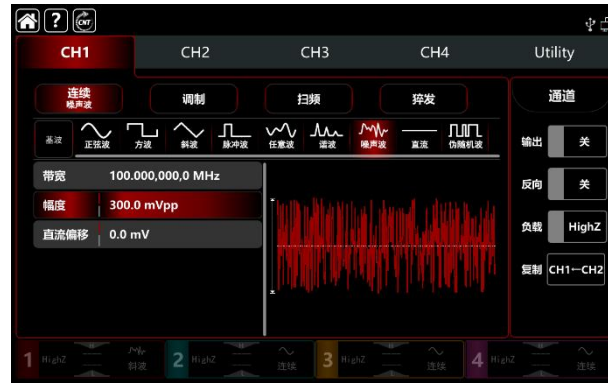 ? CNT
CH1 CH2 CH3 CH4 Utility
连续
噪声波
调制 扫频 猝发 通道
基波 正弦波 方波 斜波 脉冲波 任意波 谐波 噪声波 直流 伪随机波
输出 关
带宽 100.000,000,0 MHz
反向 关
幅度 300.0 mVpp
直流偏移 0.0 mV
负载 HighZ
复制 CH1←CH2
1 HighZ 斜波 2 HighZ 连续 3 HighZ 连续 4 HighZ 连续